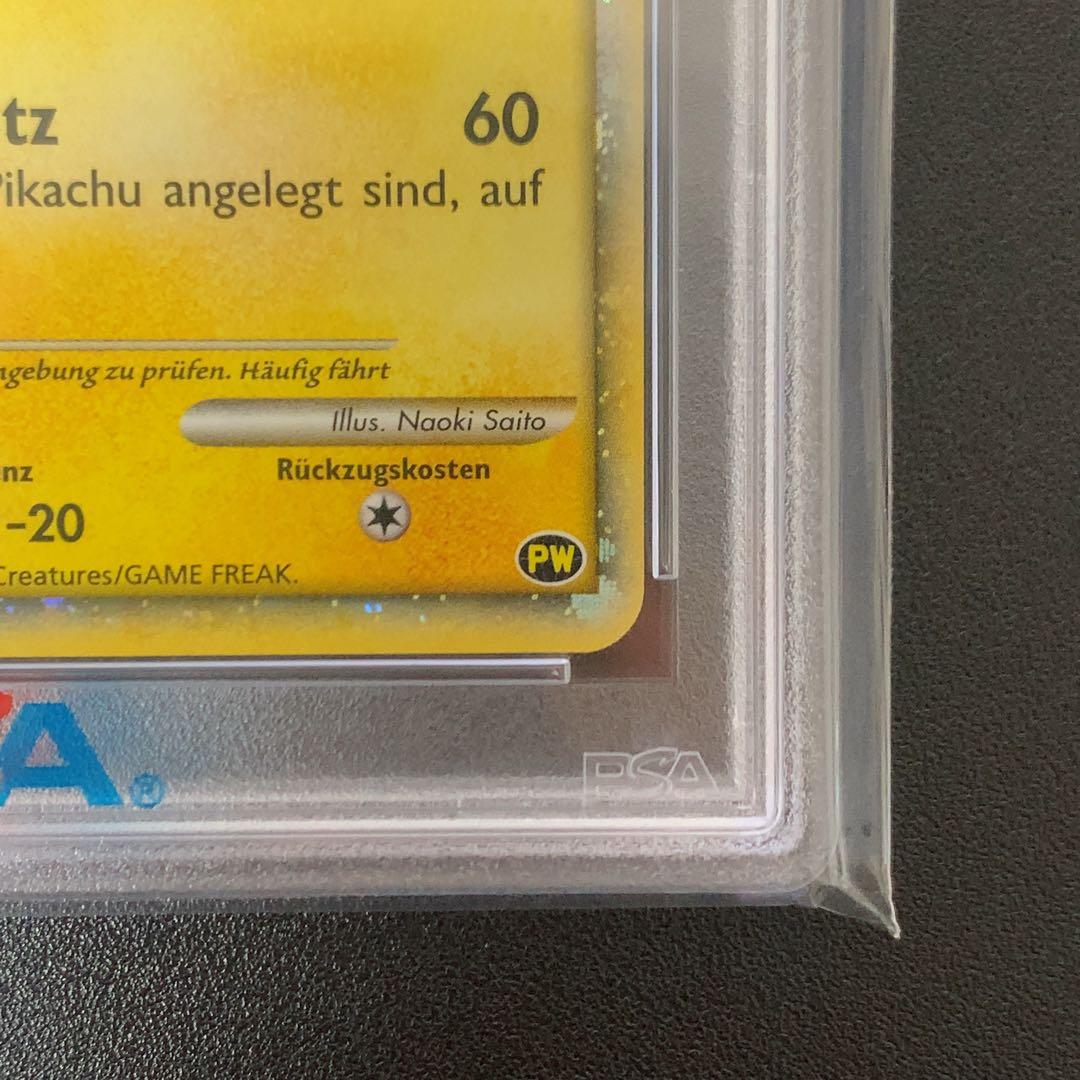 tz 60
Pikachu angelegt sind, auf
ngebung zu prüfen. Häufig fährt
Illus. Naoki Saito
nz Rückzugskosten
-20
Creatures/GAME FREAK.
PW
A®
PSA